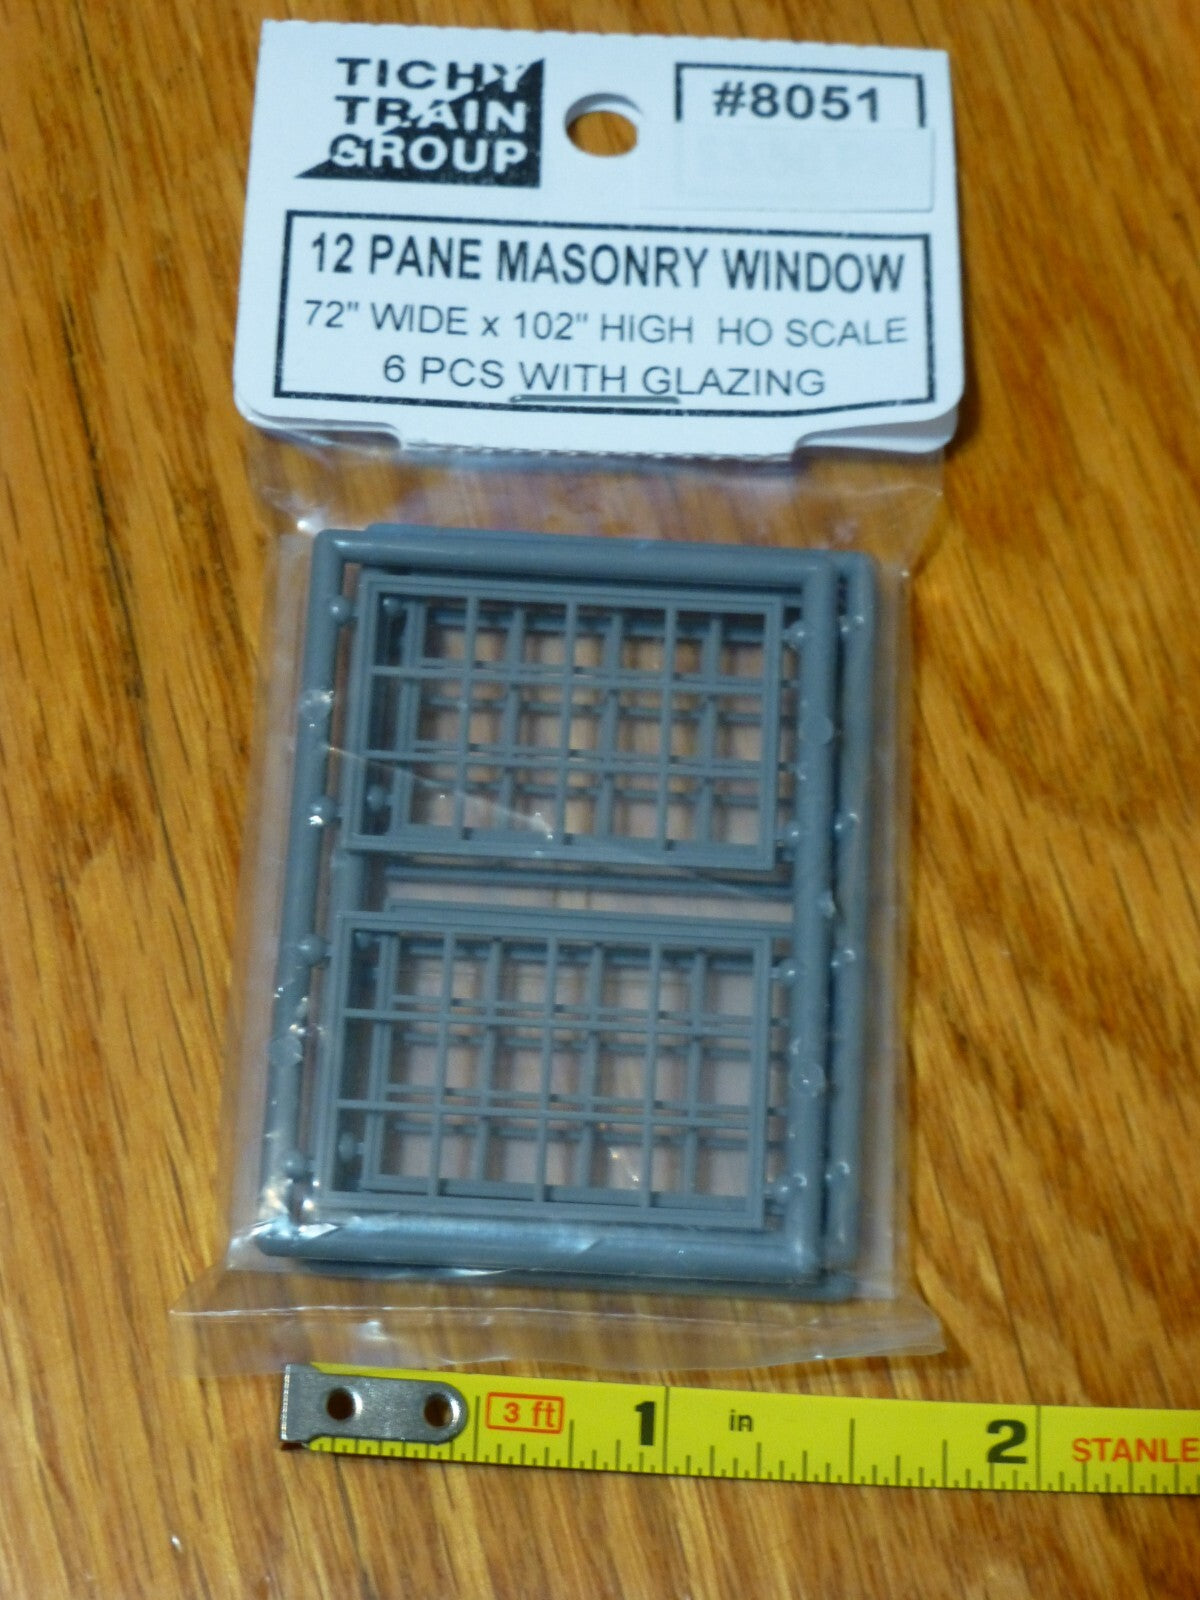 TICHY
TRAIN
GROUP
#8051
12 PANE MASONRY WINDOW
72" WIDE x 102" HIGH HO SCALE
6 PCS WITH GLAZING
3 ft
1
in
2
STANLE